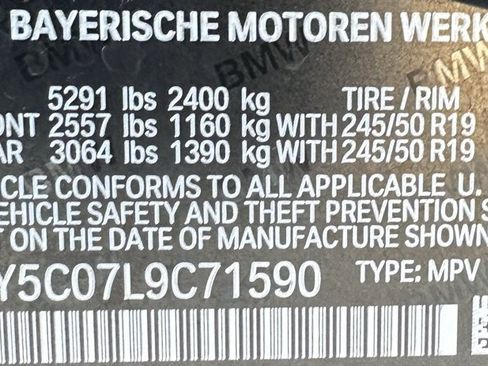 BAYERISCHE MOTOREN WERK
5291 lbs 2400 kg TIRE / RIM
ONT 2557 lbs 1160 kg WITH 245/50 R19
AR 3064 lbs 1390 kg WITH 245/50 R19
ICLE CONFORMS TO ALL APPLICABLE U.
VEHICLE SAFETY AND THEFT PREVENTION S
T ON THE DATE OF MANUFACTURE SHOWN
Y5C07L9C71590 TYPE: MPV